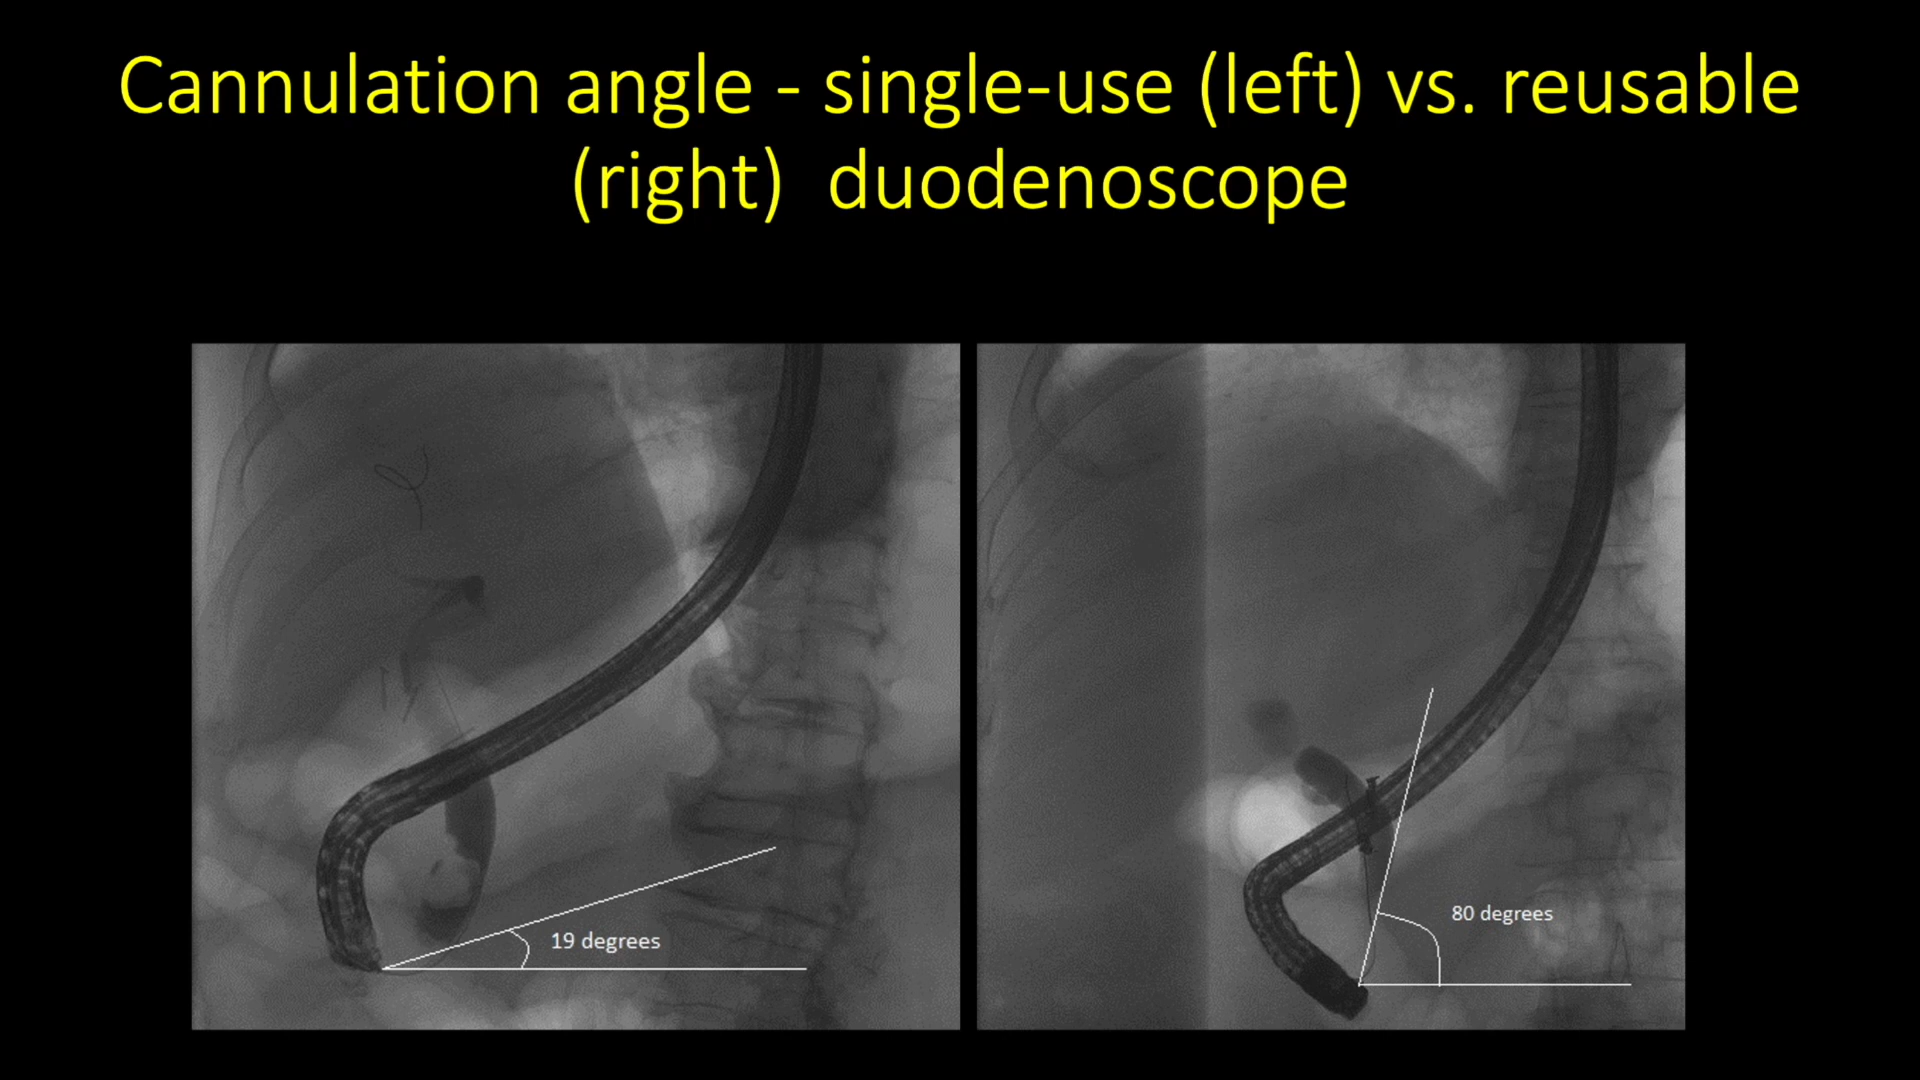 Cannulation angle - single-use (left) vs. reusable
(right) duodenoscope
19 degrees
80 degrees